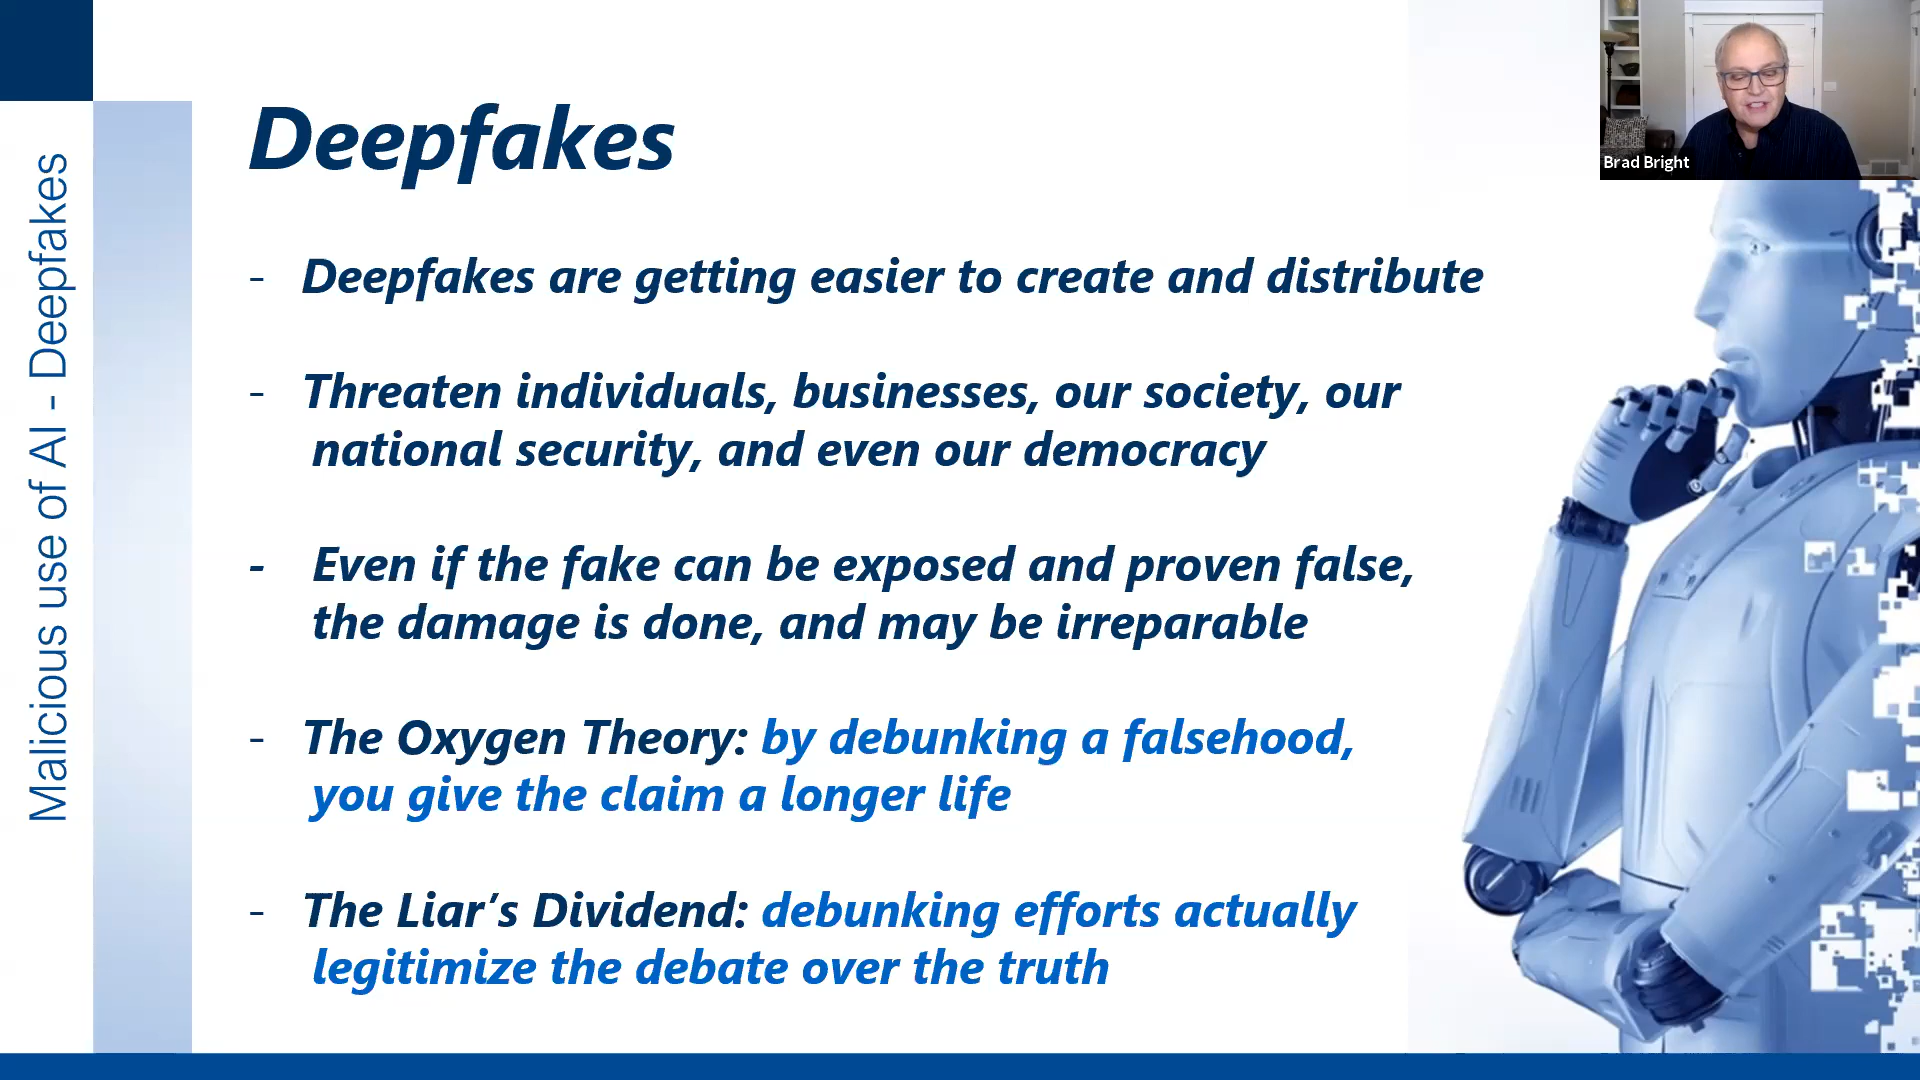 Malicious use of AI - Deepfakes
Deepfakes
- Deepfakes are getting easier to create and distribute
- Threaten individuals, businesses, our society, our
national security, and even our democracy
- Even if the fake can be exposed and proven false,
the damage is done, and may be irreparable
- The Oxygen Theory: by debunking a falsehood,
you give the claim a longer life
- The Liar’s Dividend: debunking efforts actually
legitimize the debate over the truth
Brad Bright